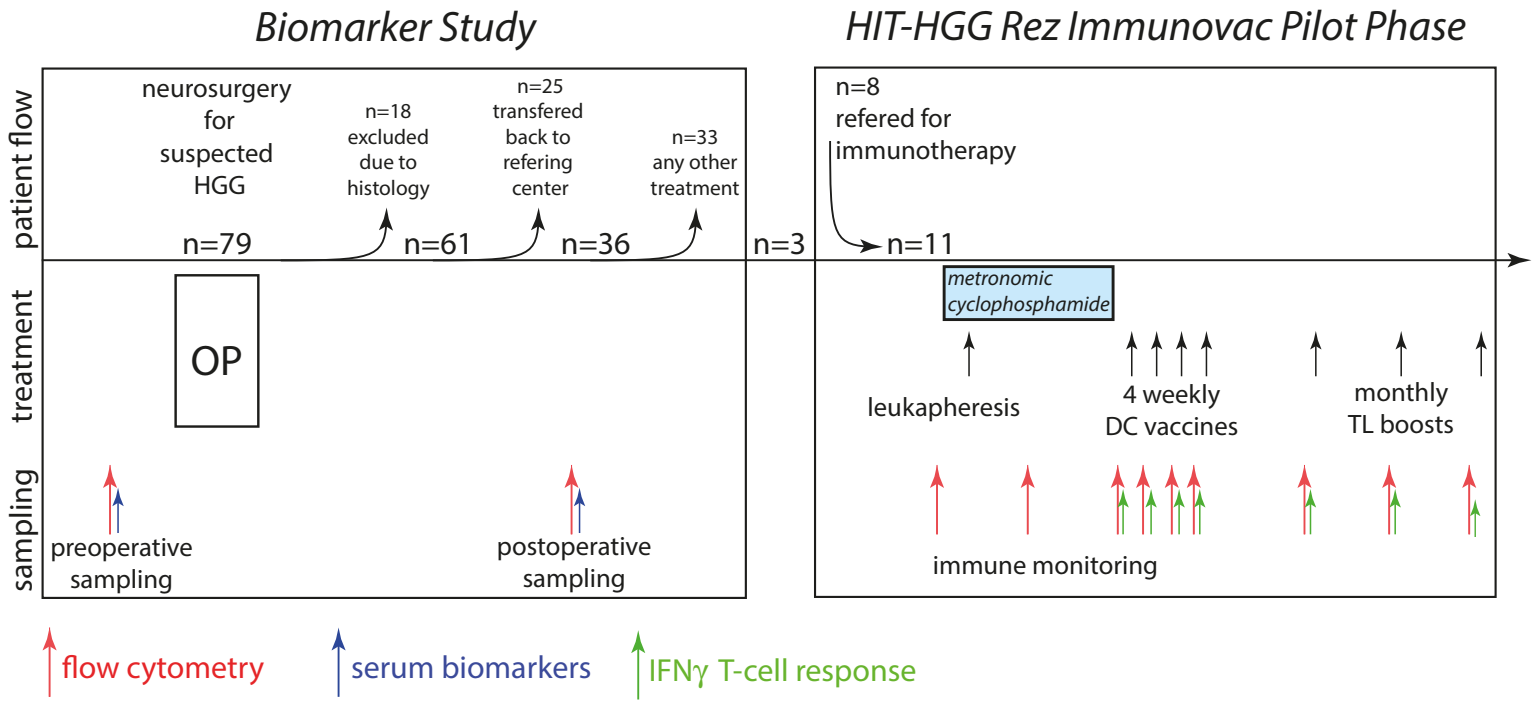 Biomarker Study
HIT-HGG Rez Immunovac Pilot Phase
patient flow
neurosurgery
for
suspected
HGG
n=18
excluded
due to
histology
n=25
transfered
back to
refering
center
n=33
any other
treatment
n=8
refered for
immunotherapy
n=79
n=61
n=36
n=3
n=11
treatment
OP
metronomic
cyclophosphamide
leukapheresis
4 weekly
DC vaccines
monthly
TL boosts
sampling
preoperative
sampling
postoperative
sampling
immune monitoring
flow cytometry
serum biomarkers
IFNγ T-cell response